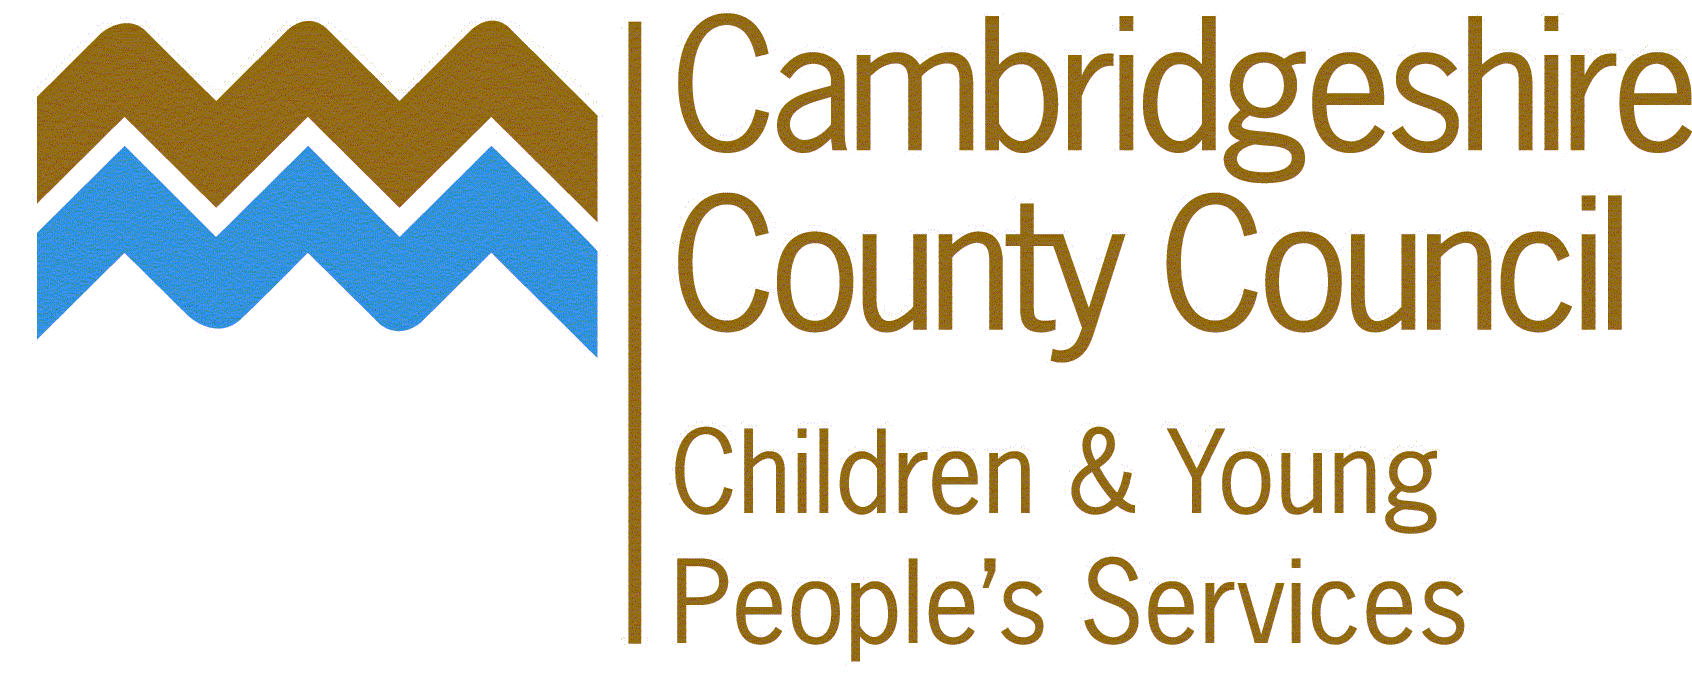 Cambridgeshire
County Council
Children & Young
People’s Services